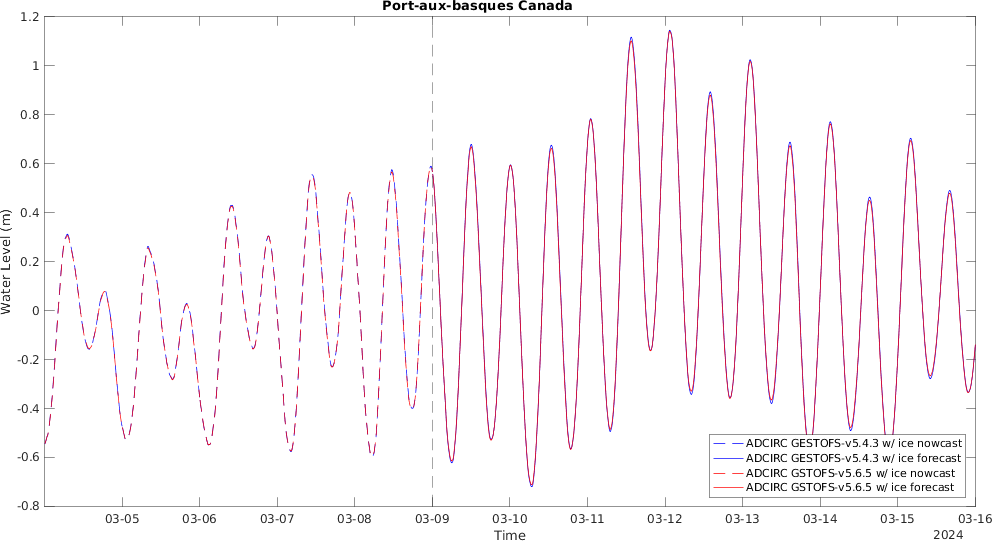 Port-aux-basques Canada
1.2
1
0.8
0.6
0.4
0.2
0
-0.2
-0.4
-0.6
-0.8
Water Level (m)
ADCIRC GESTOFS-v5.4.3 w/ ice nowcast
ADCIRC GESTOFS-v5.4.3 w/ ice forecast
ADCIRC GSTOFS-v5.6.5 w/ ice nowcast
ADCIRC GSTOFS-v5.6.5 w/ ice forecast
03-05 03-06 03-07 03-08 03-09 03-10 03-11 03-12 03-13 03-14 03-15 03-16
Time
2024